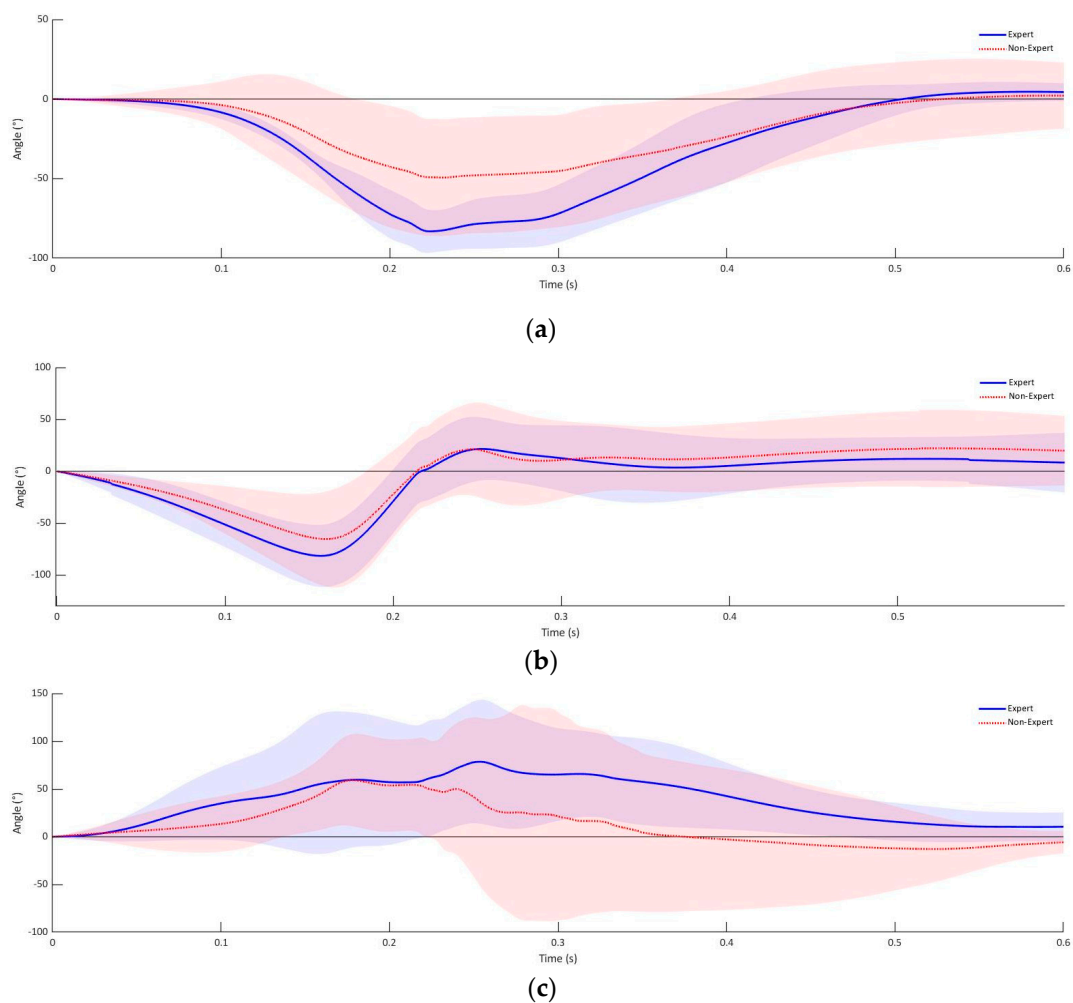 50
Expert
Non-Expert
0
Angle (°)
-50
-100
0 0.1 0.2 0.3 0.4 0.5 0.6
Time (s)
(a)
100
Expert
Non-Expert
50
0
Angle (°)
-50
-100
0 0.1 0.2 0.3 0.4 0.5
Time (s)
(b)
150
Expert
Non-Expert
100
50
Angle (°)
0
-50
-100
0 0.1 0.2 0.3 0.4 0.5 0.6
Time (s)
(c)